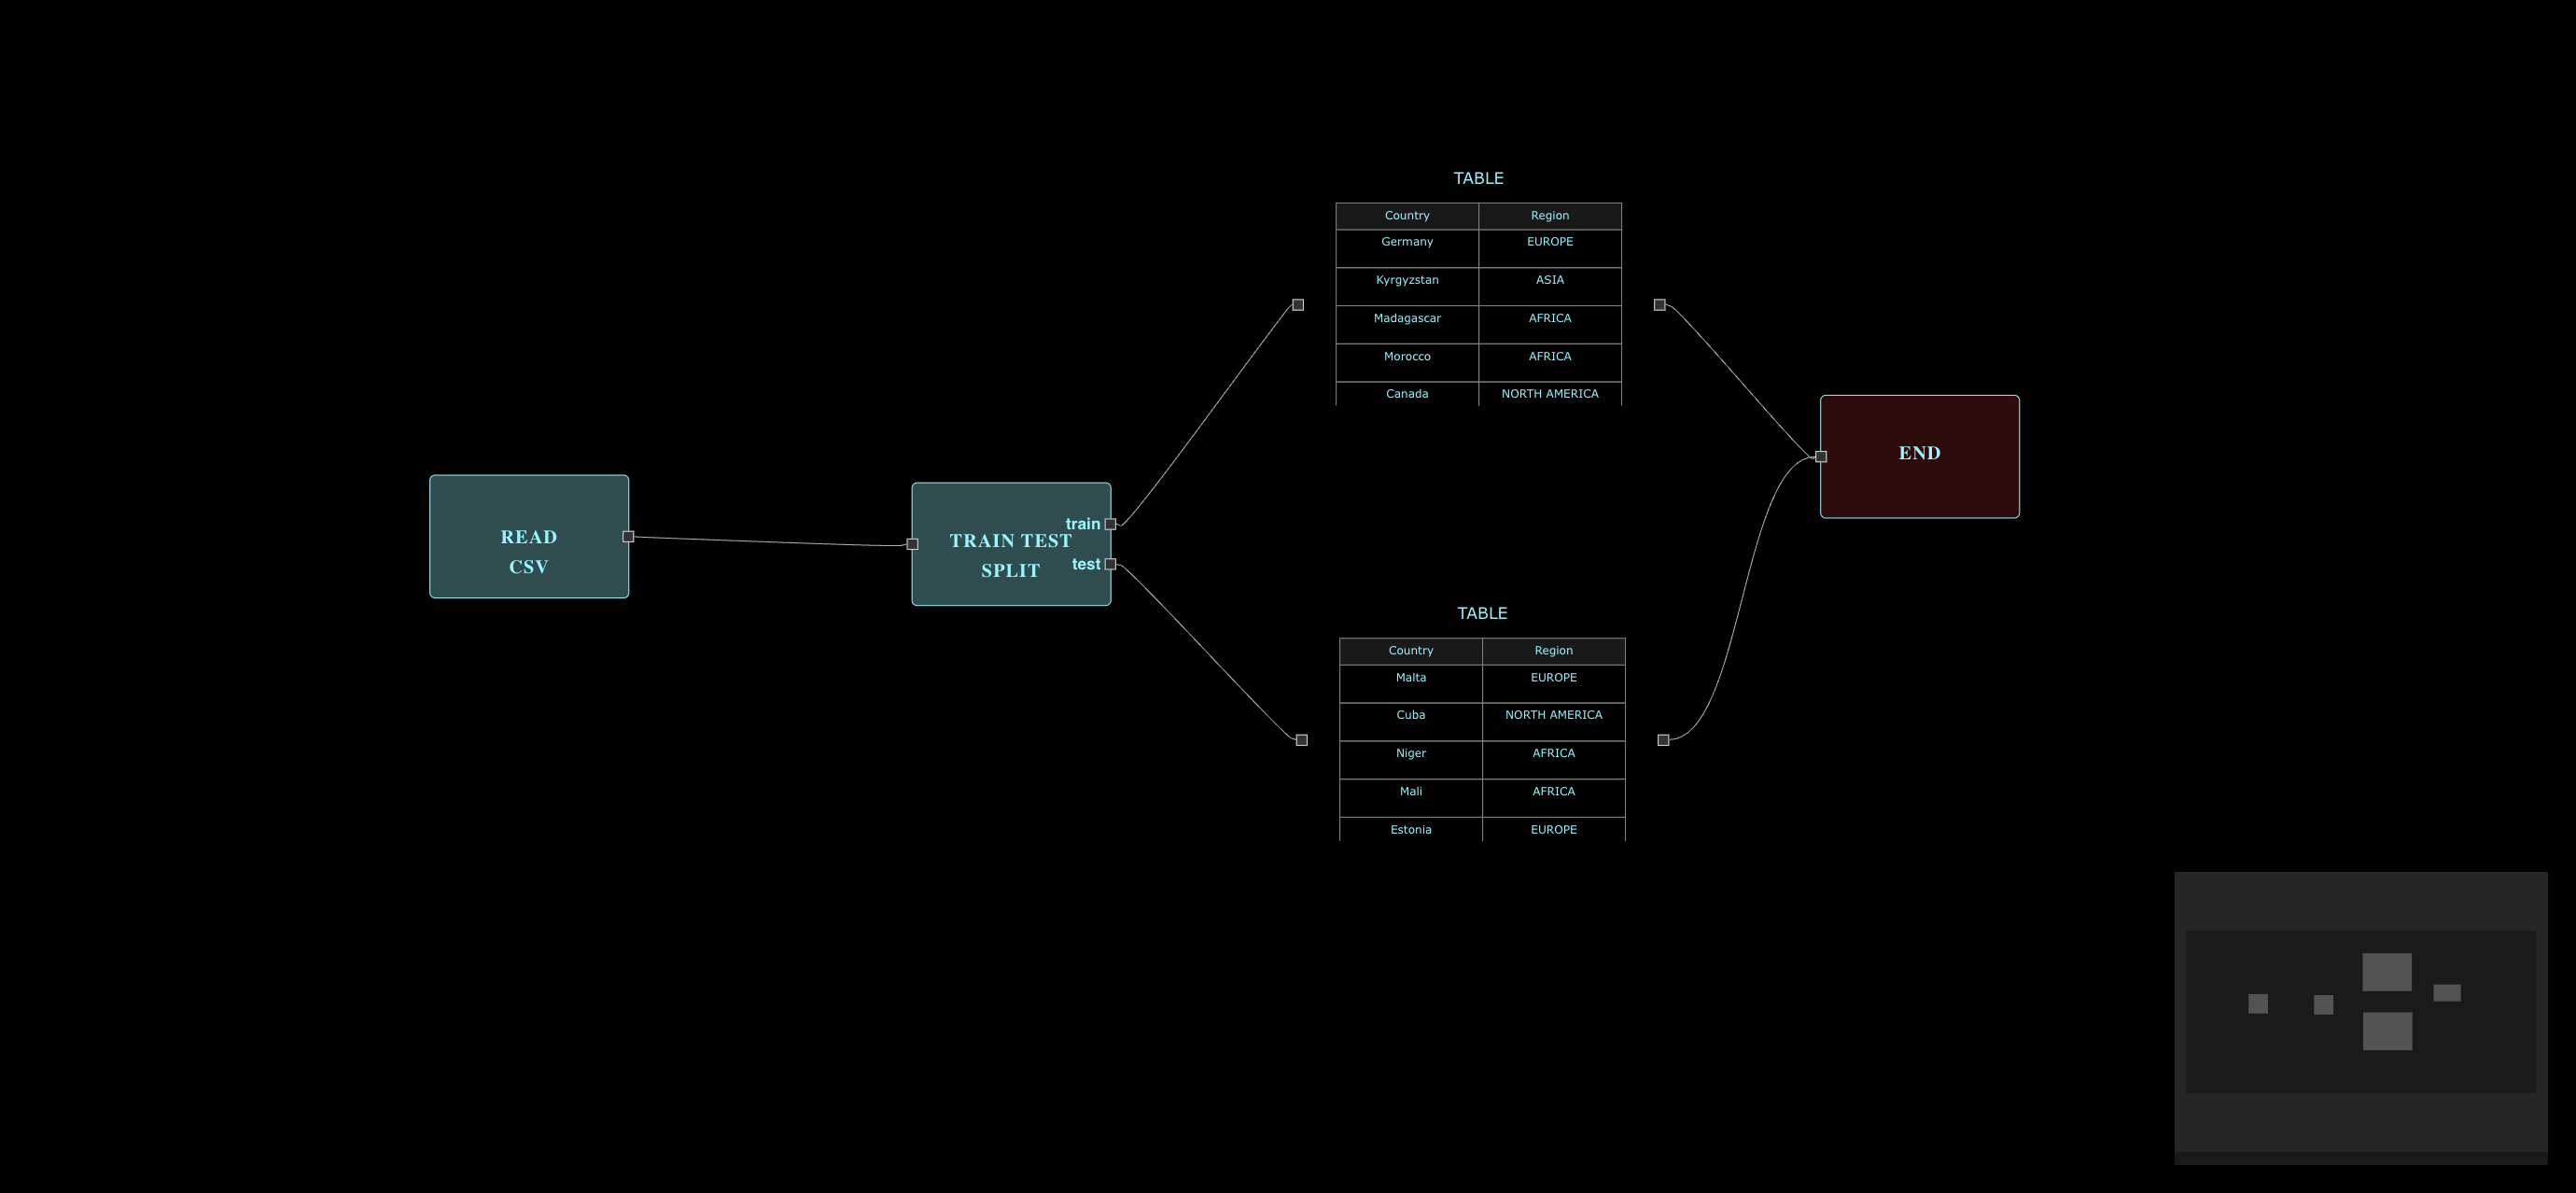 READ
CSV
TRAIN TEST
SPLIT
train
test
TABLE
Country Region
Germany EUROPE
Kyrgyzstan ASIA
Madagascar AFRICA
Morocco AFRICA
Canada NORTH AMERICA
TABLE
Country Region
Malta EUROPE
Cuba NORTH AMERICA
Niger AFRICA
Mali AFRICA
Estonia EUROPE
END